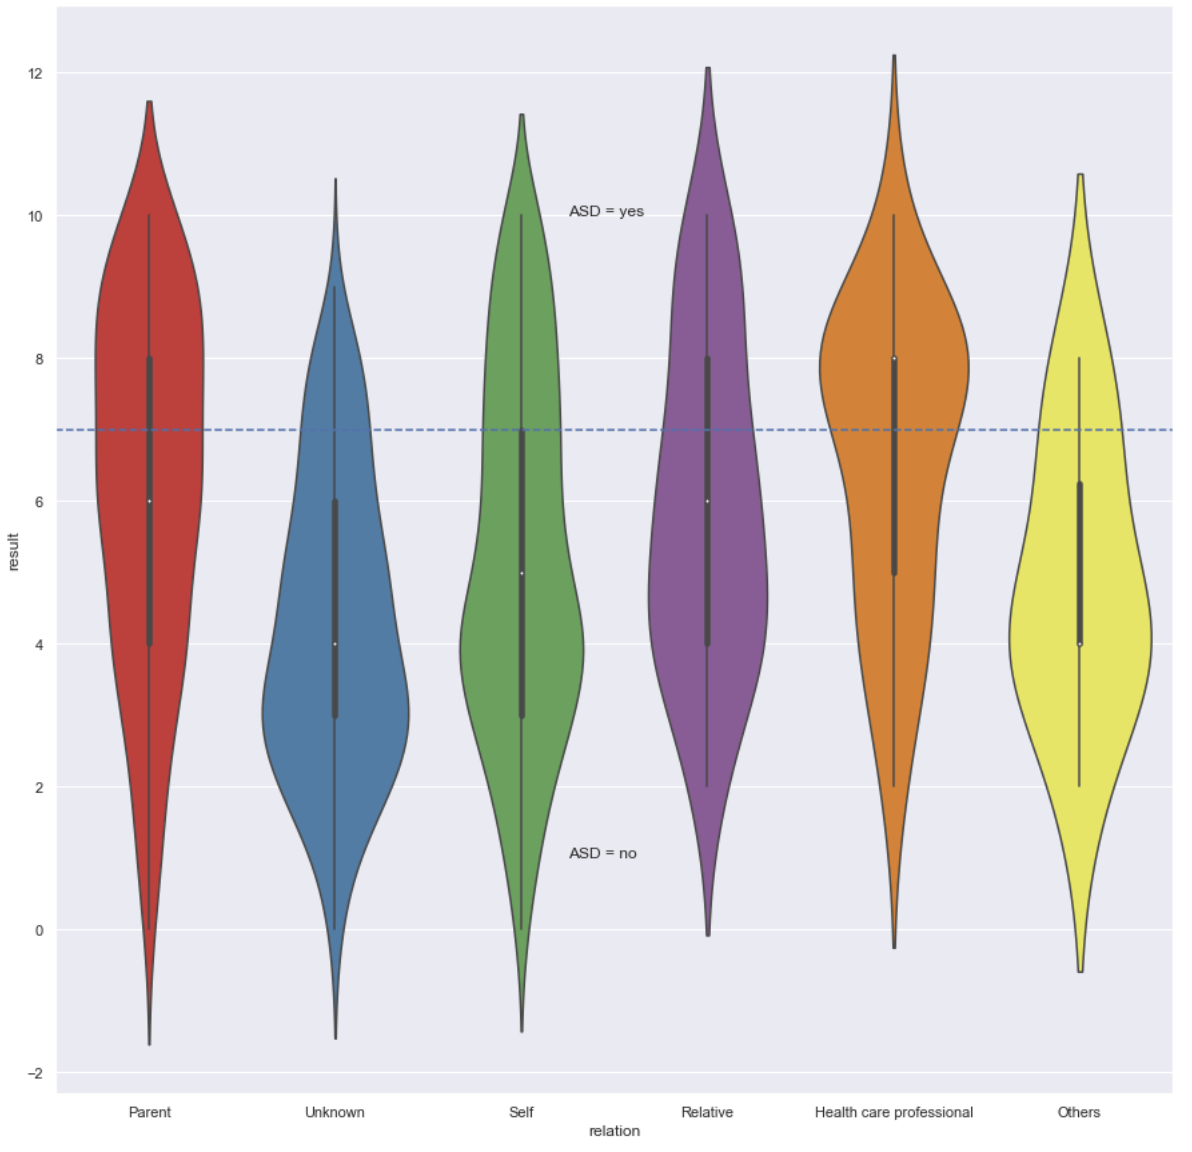 12
10
8
6
4
2
0
−2
result
ASD = yes
ASD = no
Parent
Unknown
Self
Relative
Health care professional
Others
relation